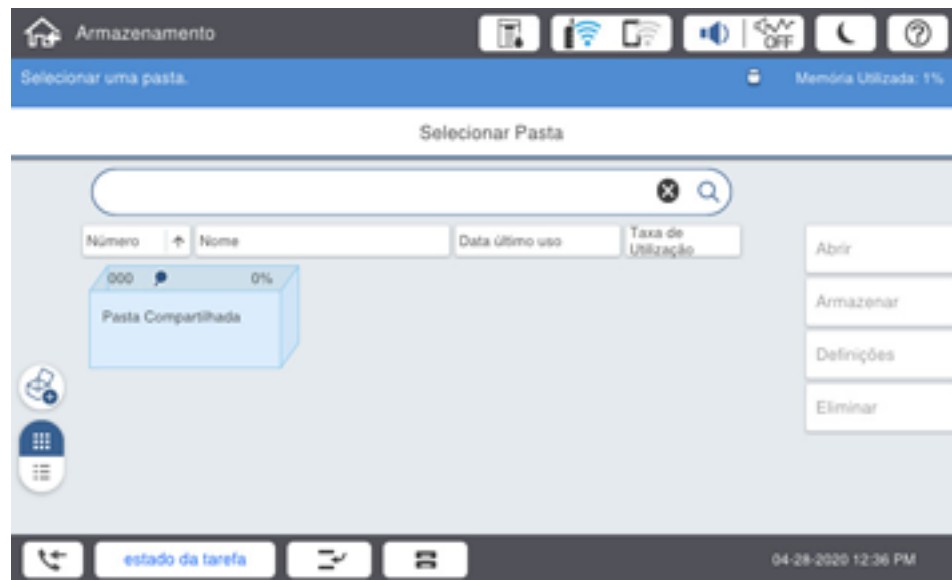 Armazenamento
OFF
Selecionar uma pasta.
Memória Utilizada: 1%
Selecionar Pasta
Número
Nome
Data último uso
Taxa de
Utilização
000
0%
Pasta Compartilhada
Abrir
Armazenar
Definições
Eliminar
estado da tarefa
04-28-2020 12:36 PM